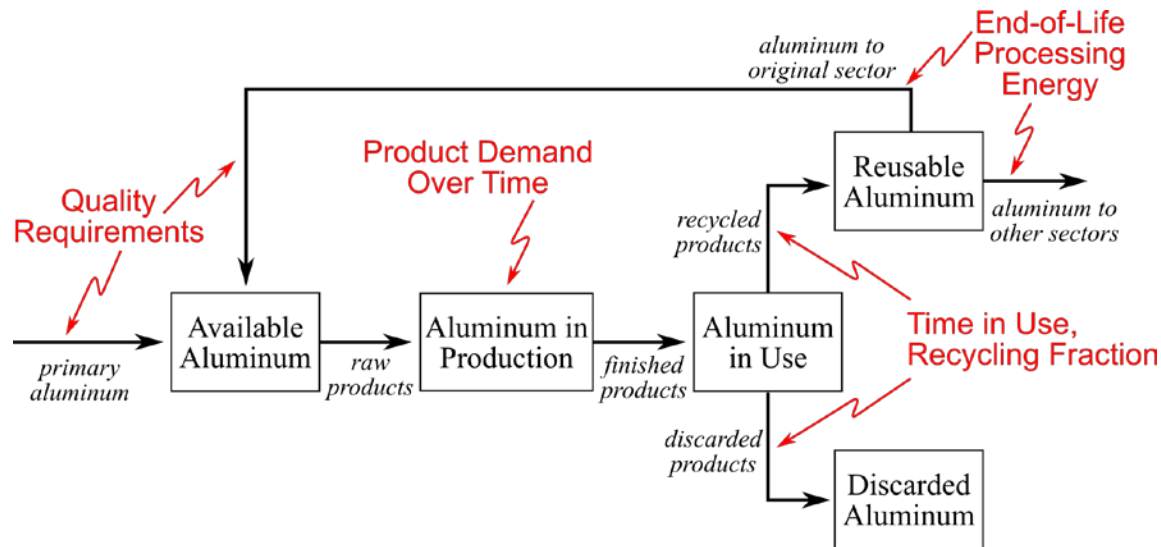 End-of-Life
Processing
Energy
aluminum to
original sector
Product Demand
Over Time
Quality
Requirements
Reusable
Aluminum
recycled
products
aluminum to
other sectors
Available
Aluminum
Aluminum in
Production
Aluminum
in Use
Time in Use,
Recycling Fraction
primary
aluminum
raw
products
finished
products
discarded
products
Discarded
Aluminum